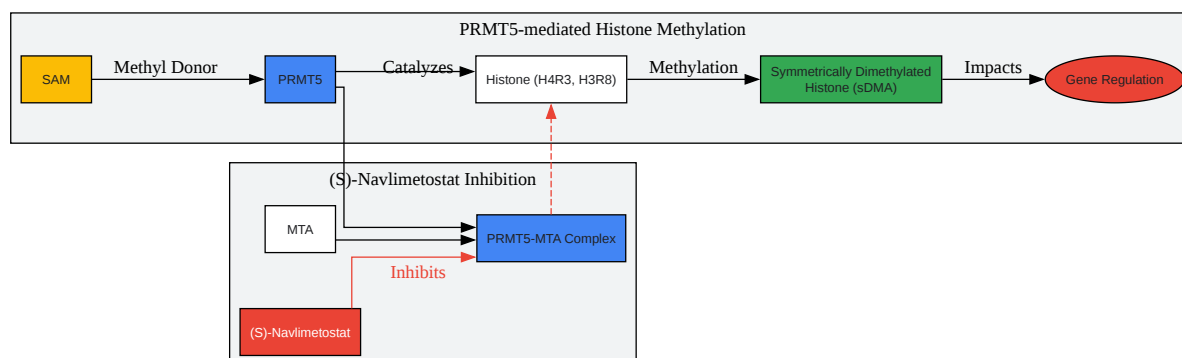 PRMT5-mediated Histone Methylation
SAM
Methyl Donor
PRMT5
Catalyzes
Histone (H4R3, H3R8)
Methylation
Symmetrically Dimethylated
Histone (sDMA)
Impacts
Gene Regulation
(S)-Navlimetostat Inhibition
MTA
PRMT5-MTA Complex
Inhibits
(S)-Navlimetostat